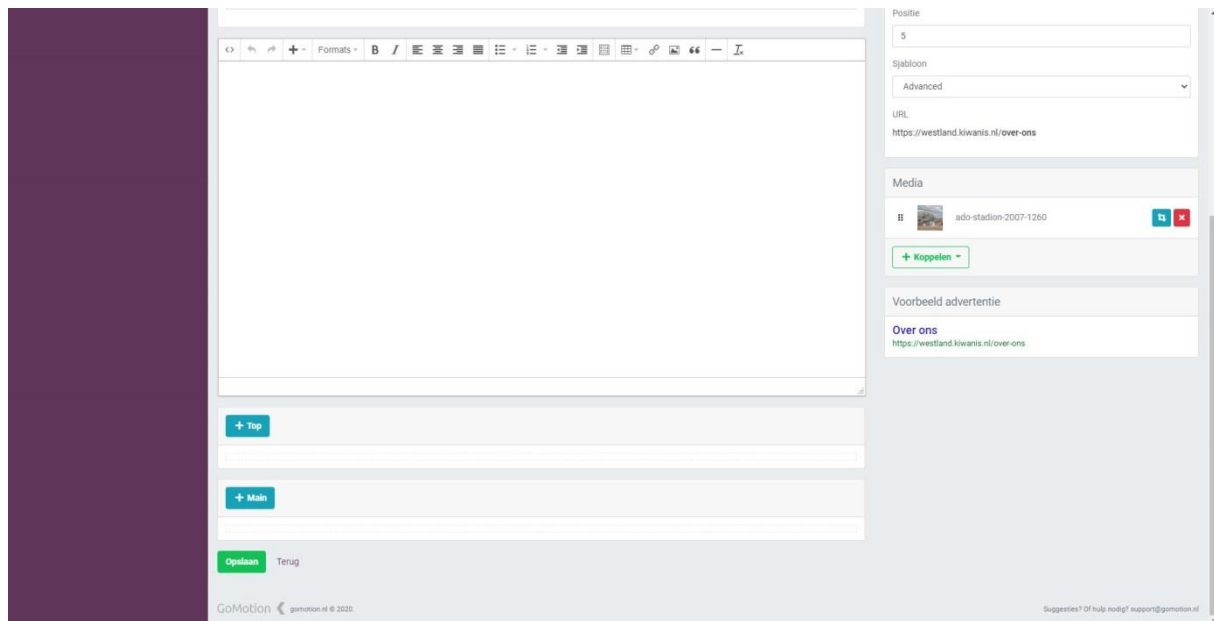 Formats
B I
+ Top
+ Main
Opslaan Terug
GoMotion gomotion.nl © 2020
Positie
5
Sjabloon
Advanced
URL
https://westland.kiwanis.nl/over-ons
Media
ado-stadion-2007-1260
+ Koppelen
Voorbeeld advertentie
Over ons
https://westland.kiwanis.nl/over-ons
Suggesties? Of hulp nodig? support@gomotion.nl